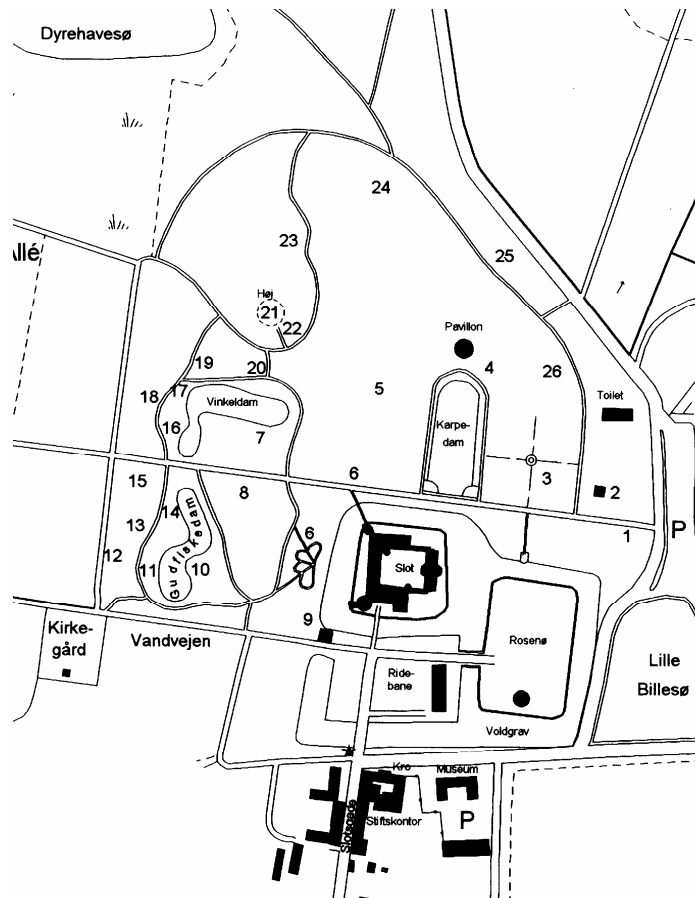 Dyrehavesø
24
23
25
Allé
Høj
21
22
Pavillon
4
26
19
20
5
Toilet
18
17
Vinkeldam
16
7
Karpe-
dam
6
3
2
15
8
14
P
13
6
1
Gudfiskedam
12
11
10
Slot
9
Kirke-
gård
Vandvejen
Rosenø
Lille
Billesø
Ride-
bane
Voldgrav
Kro
Museum
Stiftskontor
P
Slotsgade